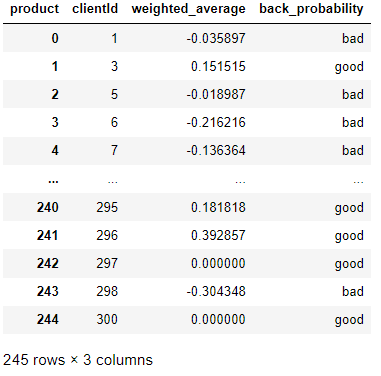 product clientId weighted_average back_probability
0 1 -0.035897 bad
1 3 0.151515 good
2 5 -0.018987 bad
3 6 -0.216216 bad
4 7 -0.136364 bad
... ... ... ...
240 295 0.181818 good
241 296 0.392857 good
242 297 0.000000 good
243 298 -0.304348 bad
244 300 0.000000 good
245 rows × 3 columns